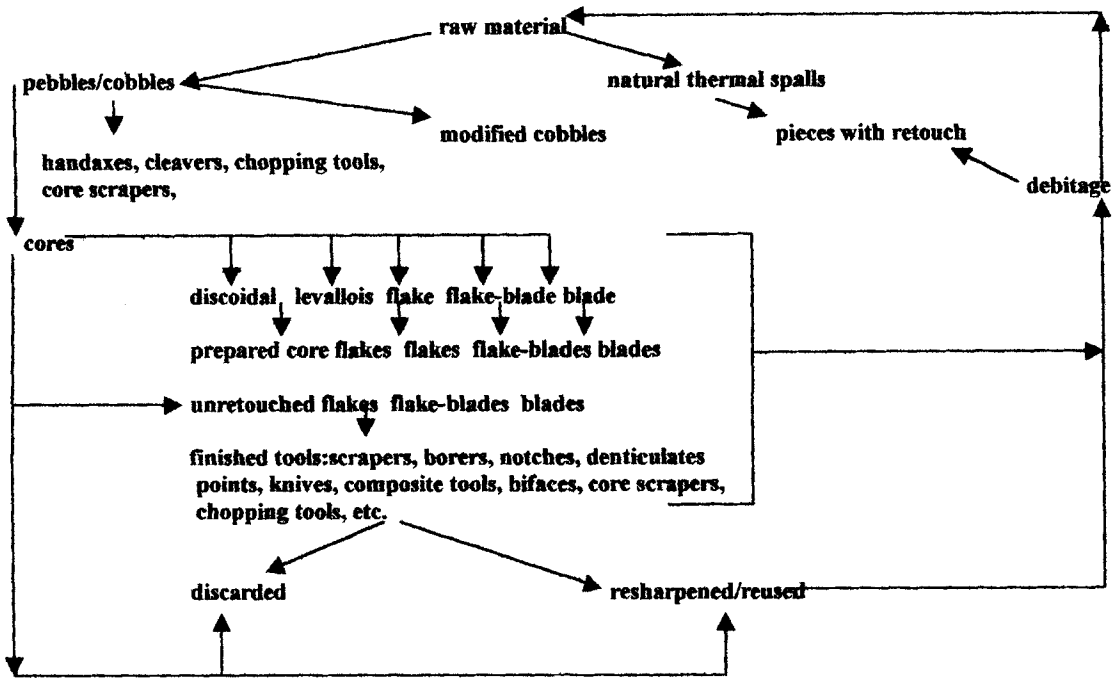 raw material
pebbles/cobbles
natural thermal spalls
modified cobbles
pieces with retouch
handaxes, cleavers, chopping tools,
core scrapers,
debitage
cores
discoidal levallois flake flake-blade blade
prepared core flakes flakes flake-blades blades
unretouched flakes flake-blades blades
finished tools:scrapers, borers, notches, denticulates
points, knives, composite tools, bifaces, core scrapers,
chopping tools, etc.
discarded
resharpened/reused